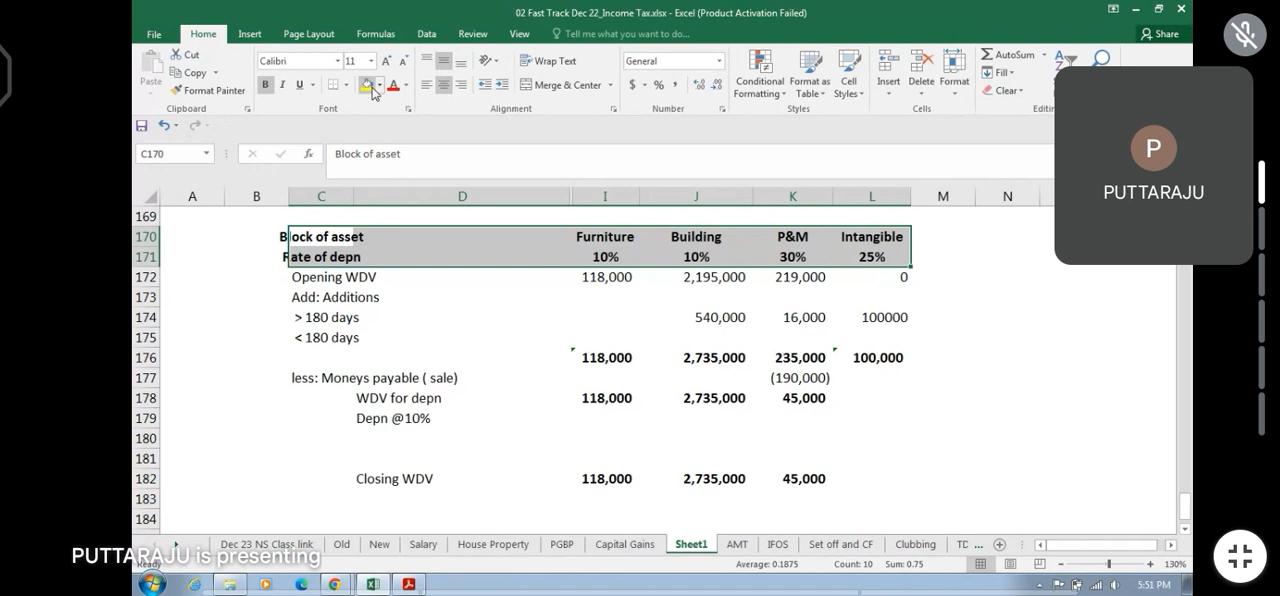 02 Fast Track Dec 22_Income Tax.xlsx - Excel (Product Activation Failed)
File Home Insert Page Layout Formulas Data Review View Tell me what you want to do... Share
Paste Cut Copy Format Painter Clipboard
Calibri 11 A A B I U A Font
Wrap Text Merge & Center Alignment
General $ % , Number
Conditional Formatting Format as Table Cell Styles Styles
Insert Delete Format Cells
AutoSum Fill Clear
P
PUTTARAJU
C170 fx Block of asset
A B C D I J K L M N
169
170 Block of asset Furniture Building P&M Intangible
171 Rate of depn 10% 10% 30% 25%
172 Opening WDV 118,000 2,195,000 219,000 0
173 Add: Additions
174 > 180 days 540,000 16,000 100000
175 < 180 days
176 118,000 2,735,000 235,000 100,000
177 less: Moneys payable ( sale) (190,000)
178 WDV for depn 118,000 2,735,000 45,000
179 Depn @10%
180
181
182 Closing WDV 118,000 2,735,000 45,000
183
184
Dec 23 NS Class link Old New Salary House Property PGBP Capital Gains Sheet1 AMT IFOS Set off and CF Clubbing ...
PUTTARAJU is presenting
Ready Average: 0.1875 Count: 10 Sum: 0.75 130%
5:51 PM